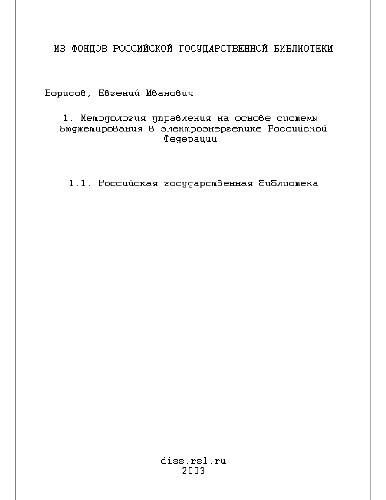 ИЗ ФОНДОВ РОССИЙСКОЙ ГОСУДАРСТВЕННОЙ БИБЛИОТЕКИ
Борисов, Евгений Иванович
1. Методология управления на основе системы
бюджетирования в электроэнергетике Российской
Федерации
1.1. Российская государственная библиотека
diss.rsl.ru
2003